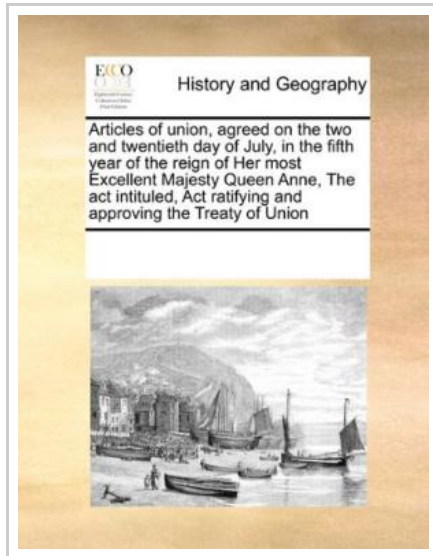 ECCO
History and Geography
Articles of union, agreed on the two
and twentieth day of July, in the fifth
year of the reign of Her most
Excellent Majesty Queen Anne, The
act intituled, Act ratifying and
approving the Treaty of Union